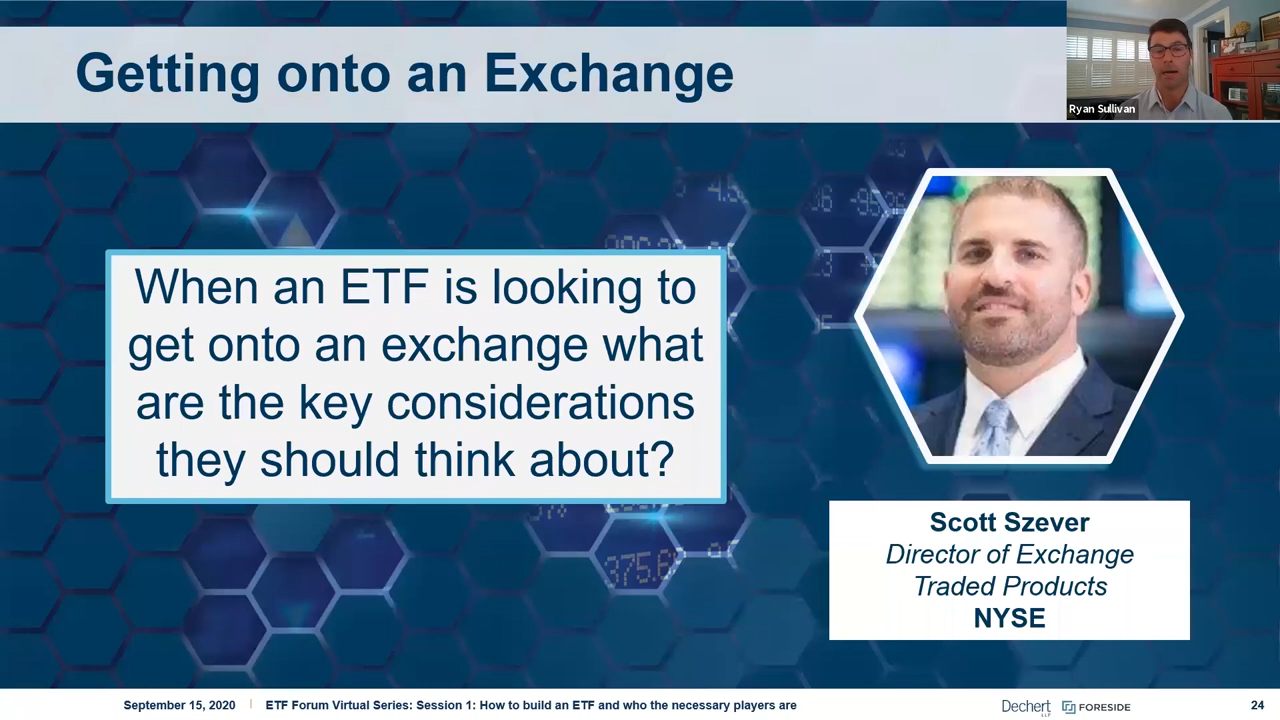 Getting onto an Exchange
Ryan Sullivan
When an ETF is looking to
get onto an exchange what
are the key considerations
they should think about?
Scott Szever
Director of Exchange
Traded Products
NYSE
September 15, 2020 | ETF Forum Virtual Series: Session 1: How to build an ETF and who the necessary players are
Dechert
LLP
FORESIDE
24